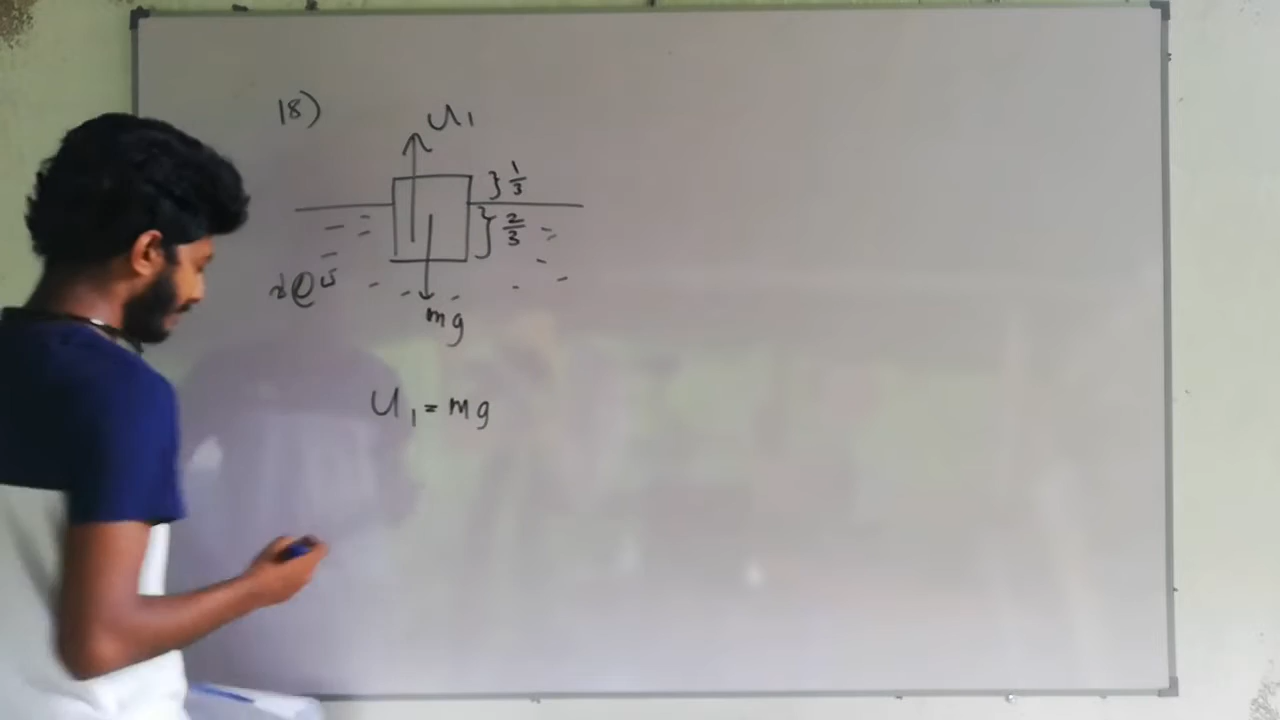 18)
U₁
1/3
2/3
mg
U₁ = mg